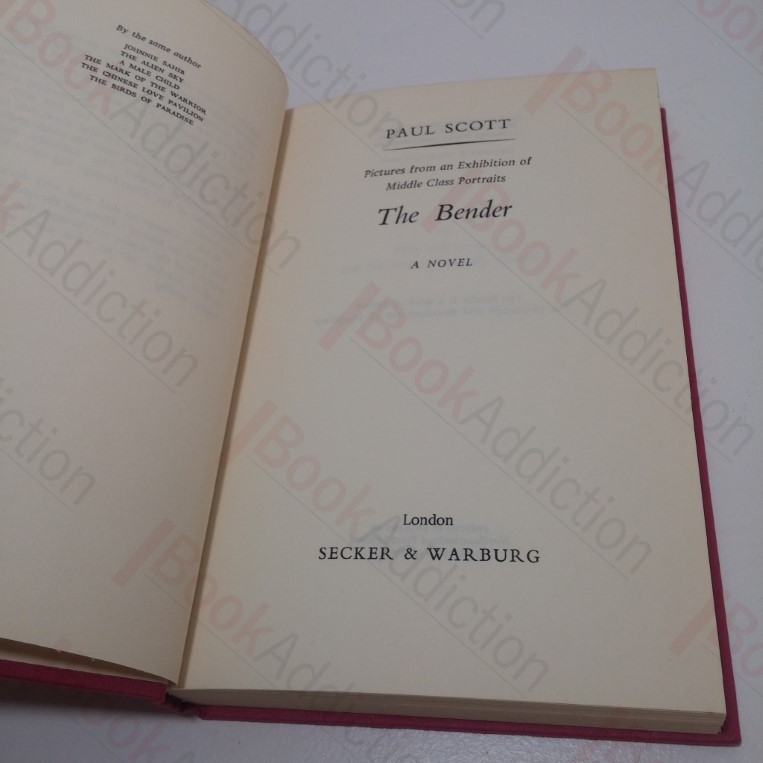 By the same author
JOHNNIE SAHIB
THE ALIEN SKY
A MALE CHILD
THE MARK OF THE WARRIOR
THE CHINESE LOVE PAVILION
THE BIRDS OF PARADISE
PAUL SCOTT
Pictures from an Exhibition of
Middle Class Portraits
The Bender
A NOVEL
London
SECKER & WARBURG
BookAddiction